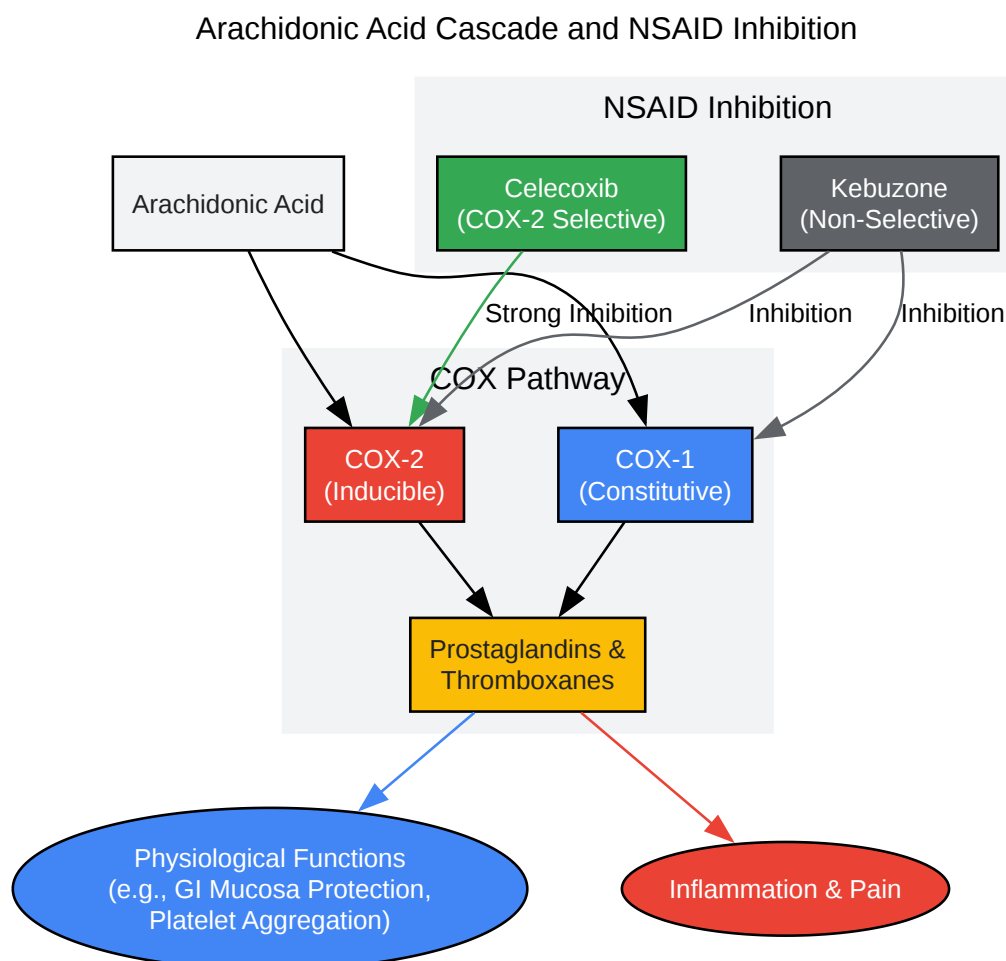 Arachidonic Acid Cascade and NSAID Inhibition
NSAID Inhibition
Arachidonic Acid
Celecoxib
(COX-2 Selective)
Kebuzone
(Non-Selective)
Strong Inhibition
Inhibition
Inhibition
COX Pathway
COX-2
(Inducible)
COX-1
(Constitutive)
Prostaglandins &
Thromboxanes
Physiological Functions
(e.g., GI Mucosa Protection,
Platelet Aggregation)
Inflammation & Pain